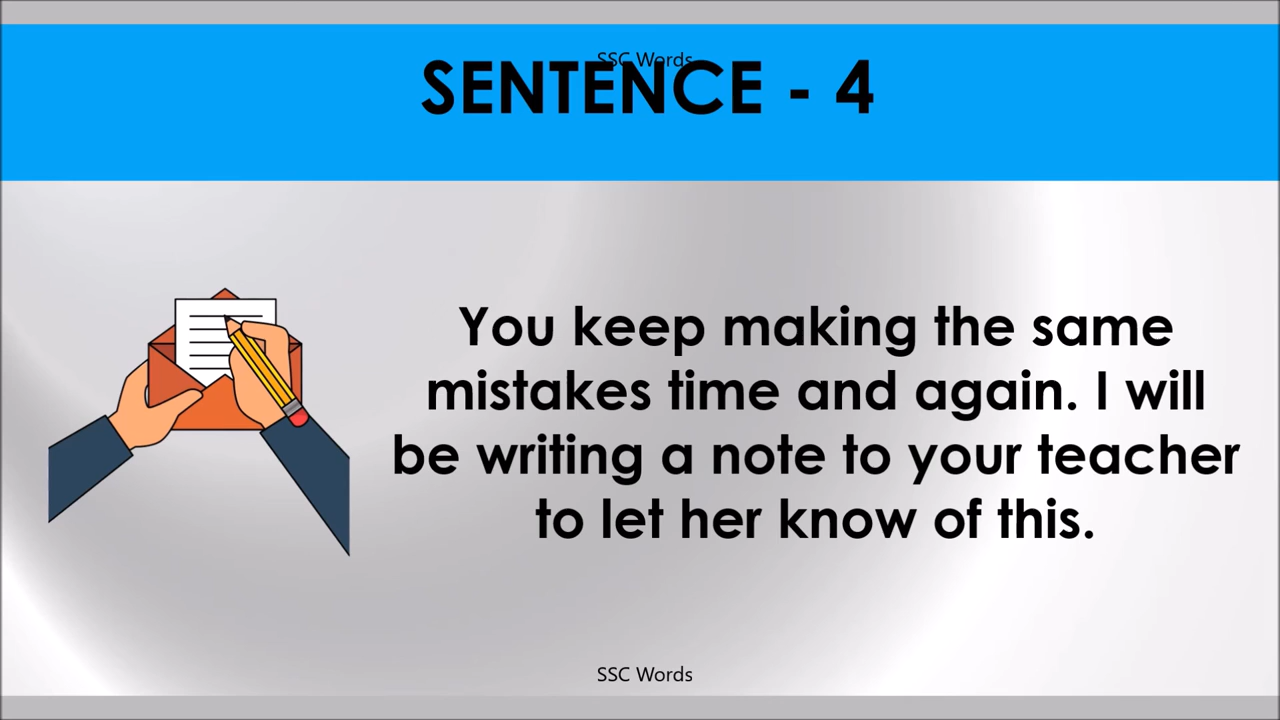 SSC Words
SENTENCE - 4
You keep making the same
mistakes time and again. I will
be writing a note to your teacher
to let her know of this.
SSC Words